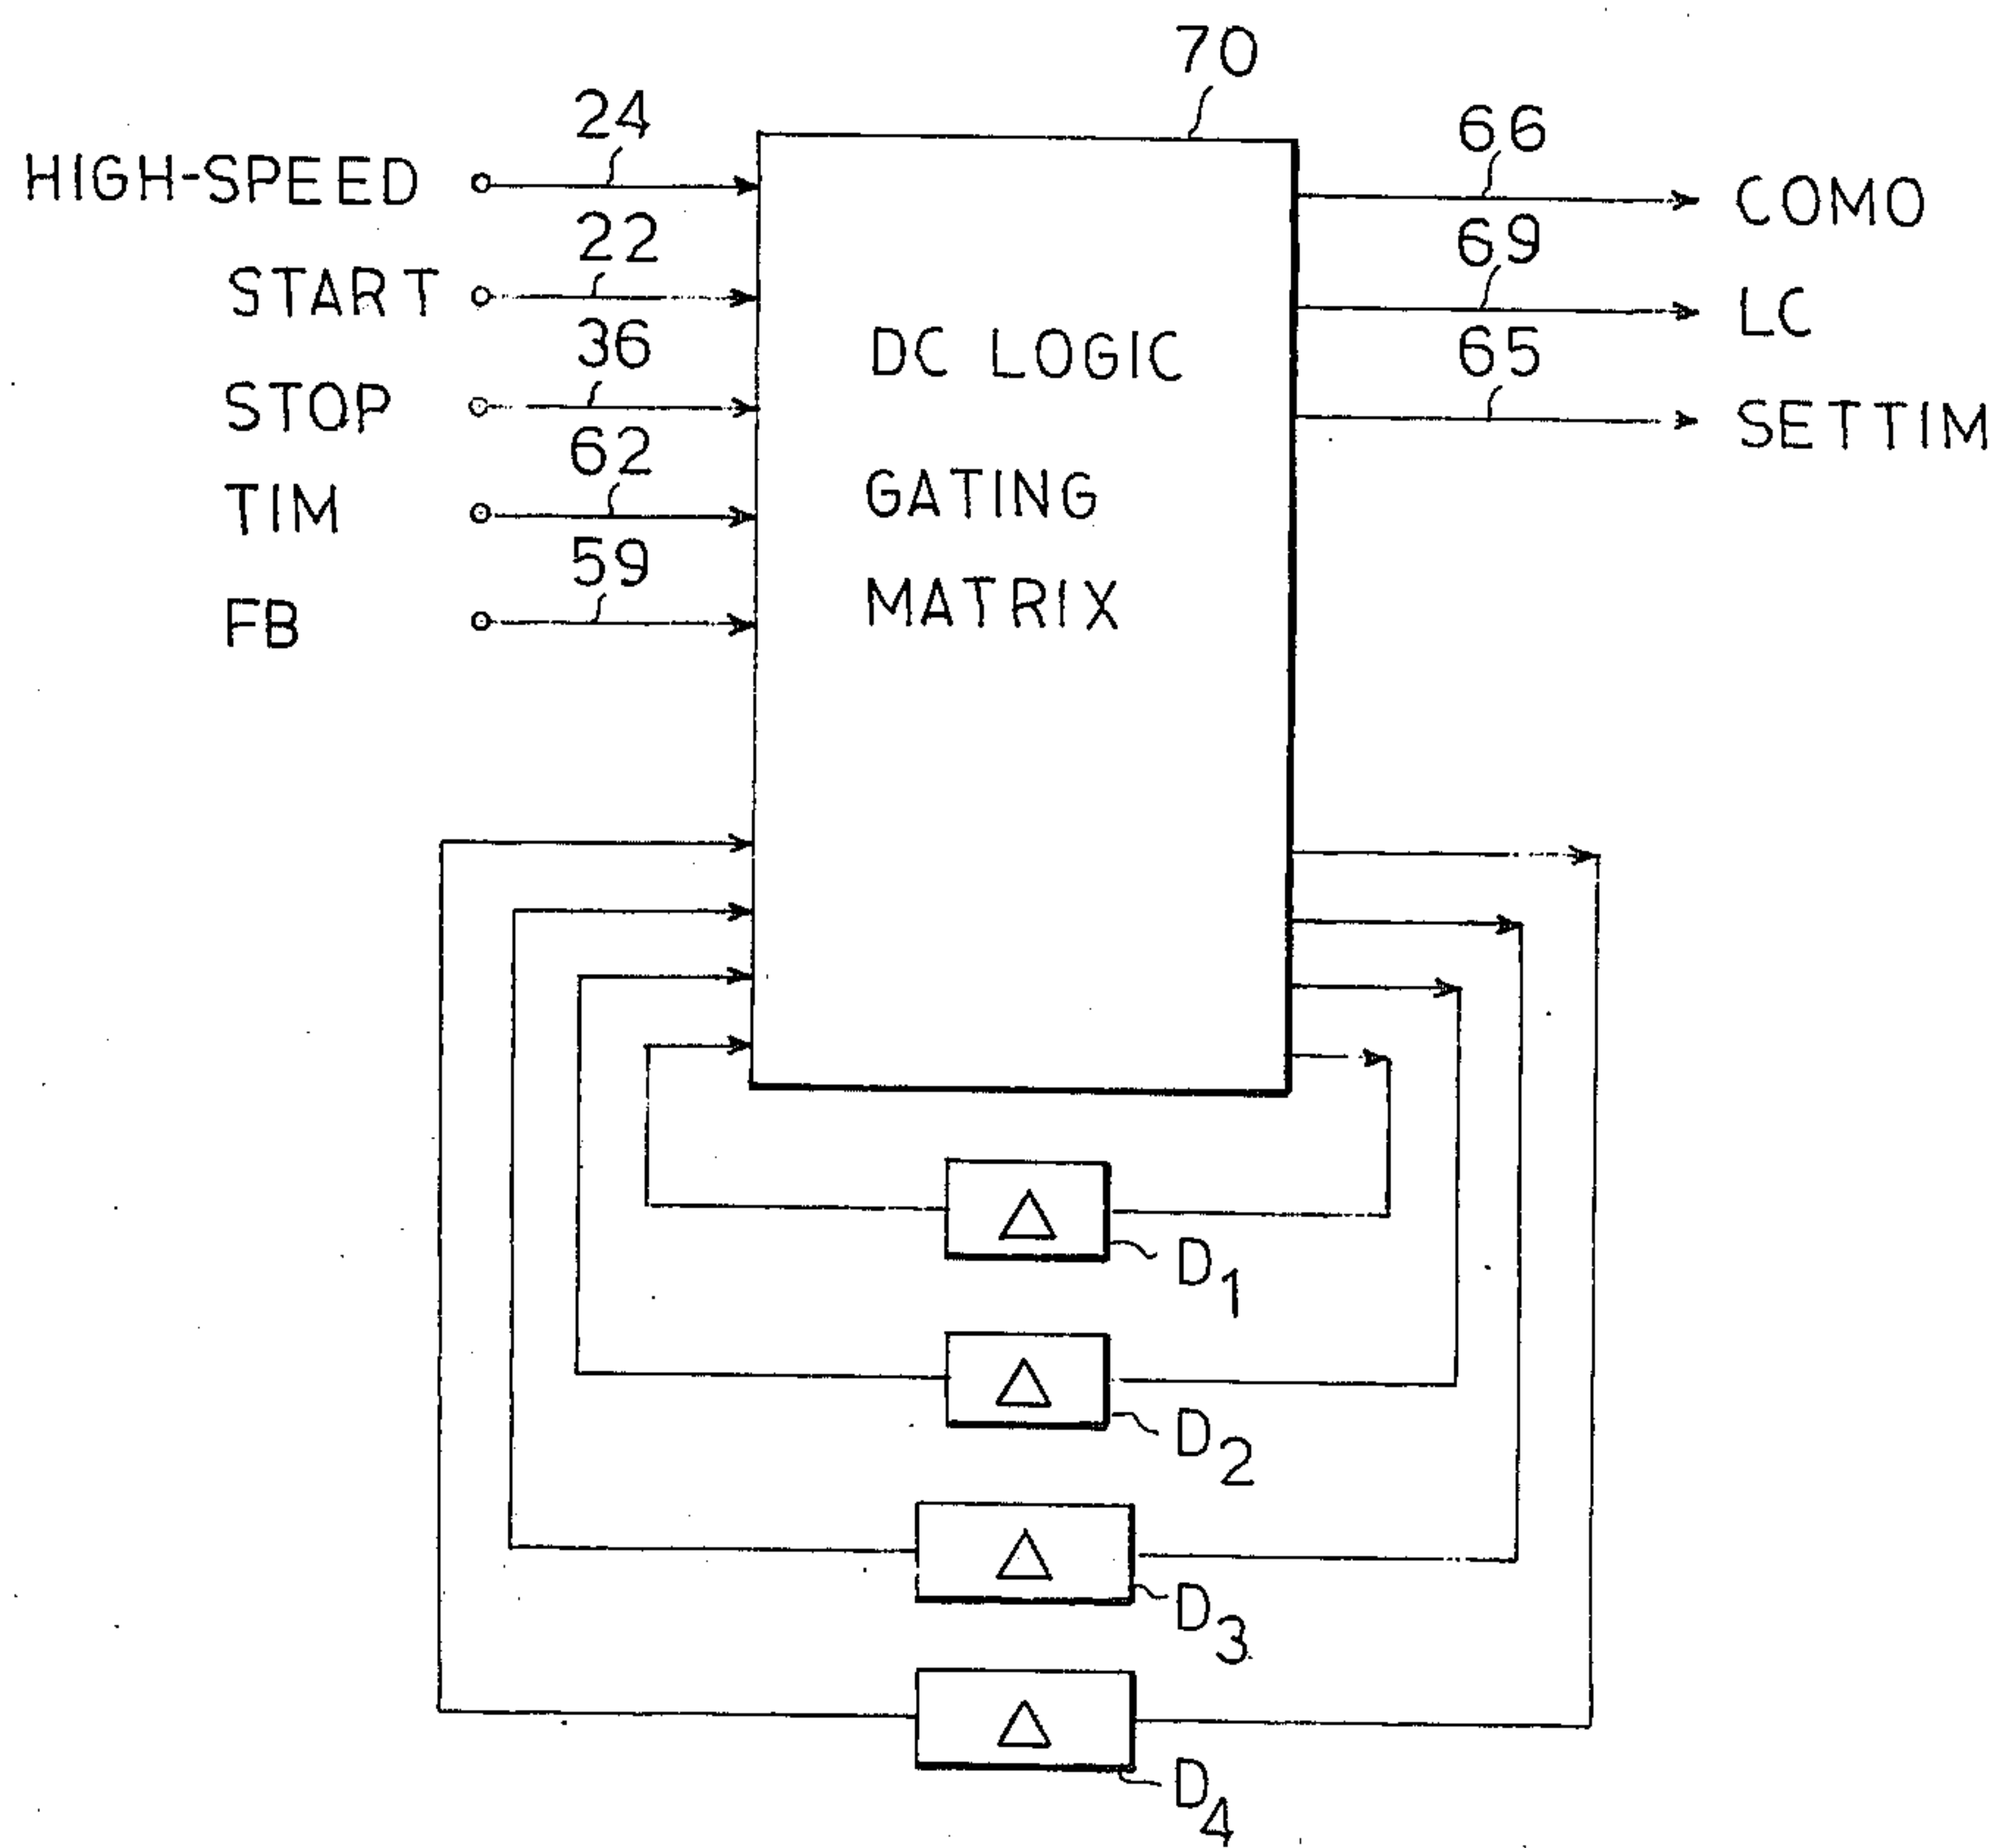 70
24
66
HIGH-SPEED
COMO
22
69
START
LC
36
65
DC LOGIC
STOP
SETTIM
62
GATING
TIM
59
MATRIX
FB
△
D1
△
D2
△
D3
△
D4